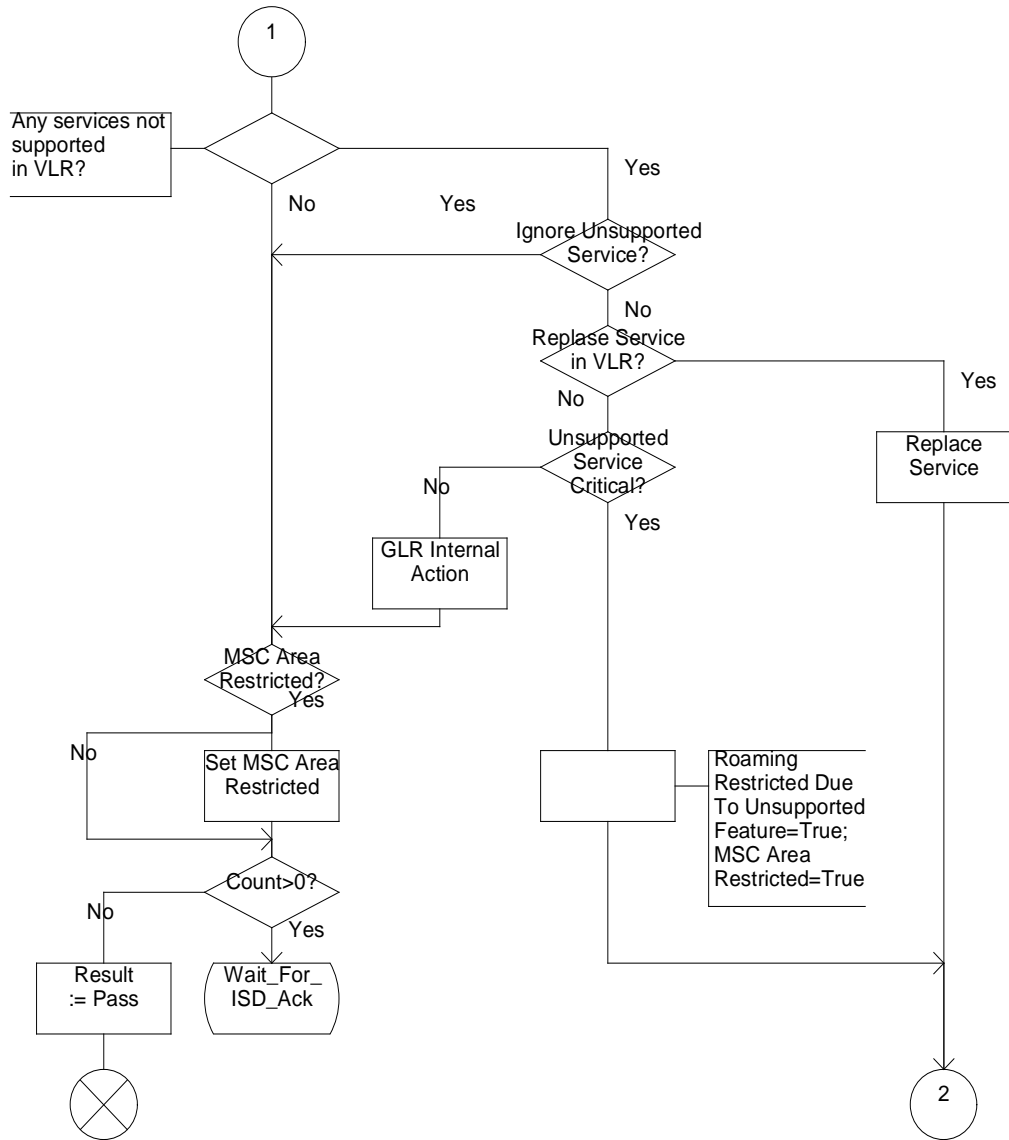 1
Any services not
supported
in VLR?
Yes
No
Yes
Ignore Unsupported
Service?
No
Replase Service
in VLR?
Yes
No
Unsupported
Service
Critical?
Replace
Service
No
Yes
GLR Internal
Action
MSC Area
Restricted?
Yes
No
Set MSC Area
Restricted
Roaming
Restricted Due
To Unsupported
Feature=True;
MSC Area
Restricted=True
Count>0?
No
Yes
Result
:= Pass
Wait_For_
ISD_Ack
2